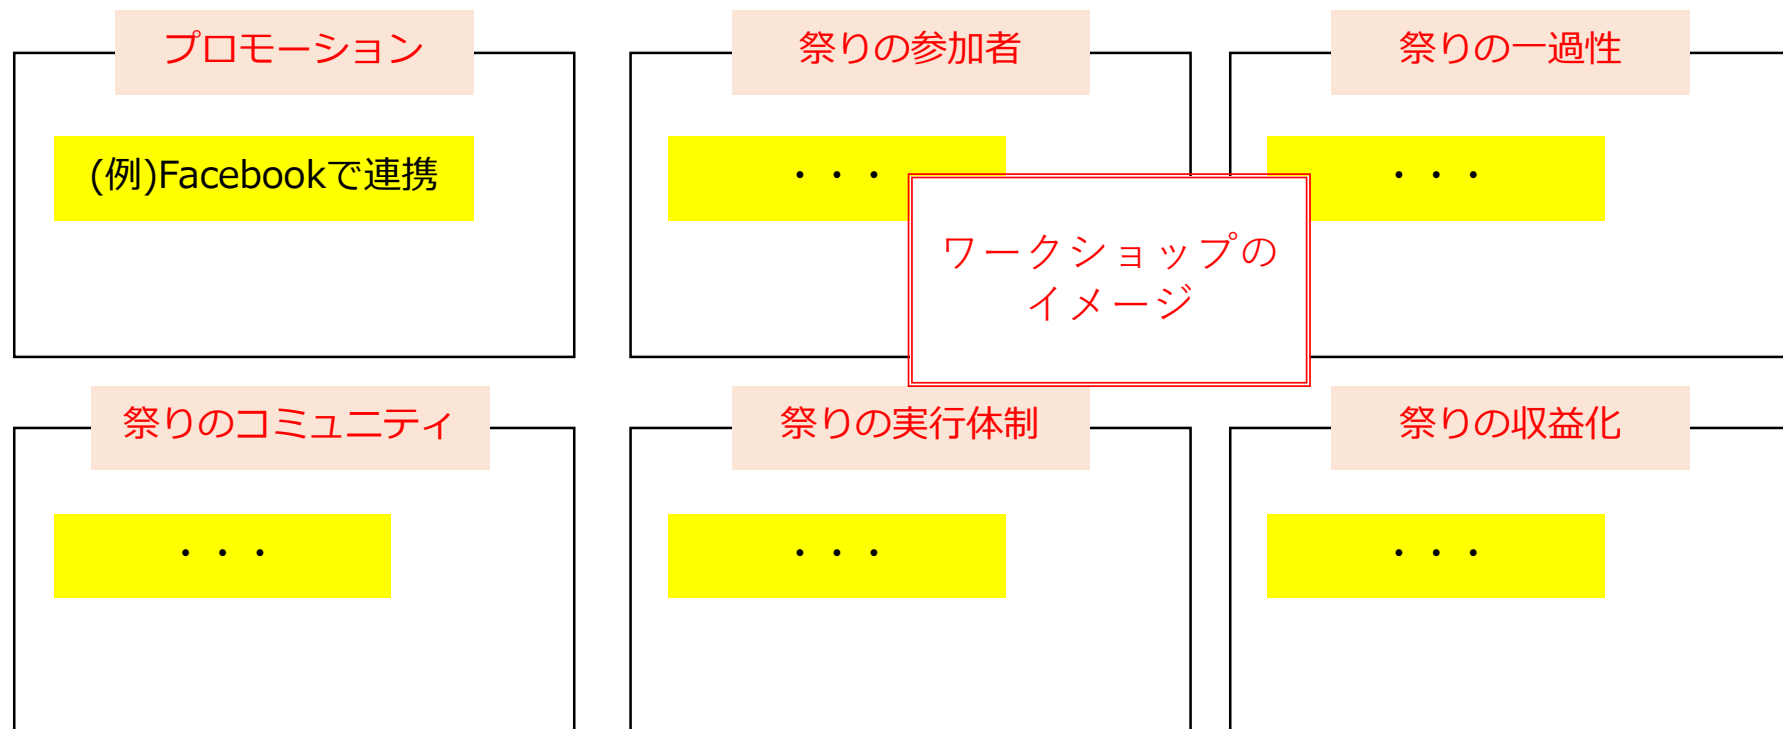 プロモーション
祭りの参加者
祭りの一過性
(例)Facebookで連携
・・・
・・・
ワークショップの
イメージ
祭りのコミュニティ
祭りの実行体制
祭りの収益化
・・・
・・・
・・・